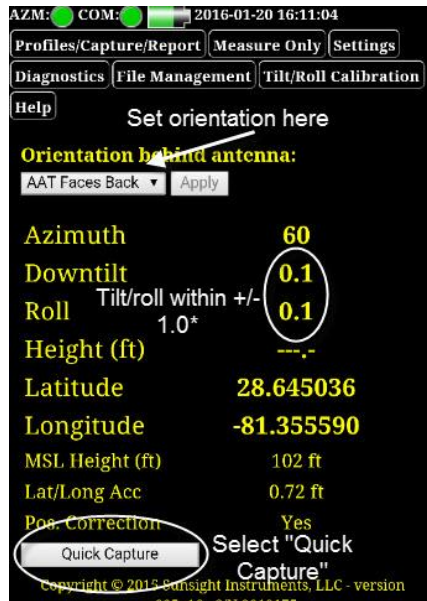 AZM: COM: 2016-01-20 16:11:04
Profiles/Capture/Report Measure Only Settings
Diagnostics File Management Tilt/Roll Calibration
Help
Set orientation here
Orientation behind antenna:
AAT Faces Back Apply
Azimuth 60
Downtilt 0.1
Tilt/roll within +/-
1.0*
Roll 0.1
Height (ft) ---.-
Latitude 28.645036
Longitude -81.355590
MSL Height (ft) 102 ft
Lat/Long Acc 0.72 ft
Pos. Correction Yes
Quick Capture
Select "Quick
Capture"
Copyright © 2015 Sunsight Instruments, LLC - version